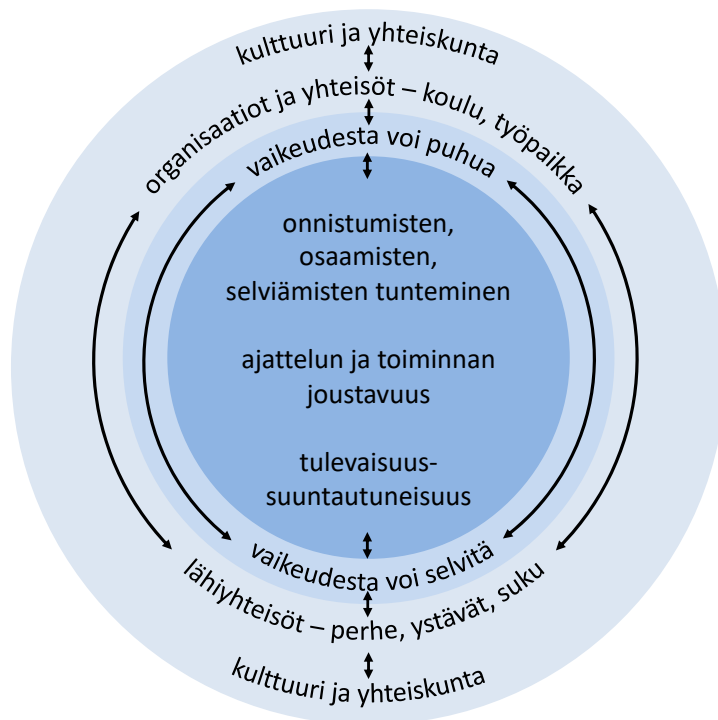 kulttuuri ja yhteiskunta
organisaatiot ja yhteisöt – koulu, työpaikka
vaikeudesta voi puhua
onnistumisten,
osaamisten,
selviämisten tunteminen
ajattelun ja toiminnan
joustavuus
tulevaisuus-
suuntautuneisuus
vaikeudesta voi selvitä
lähiyhteisöt – perhe, ystävät, suku
kulttuuri ja yhteiskunta